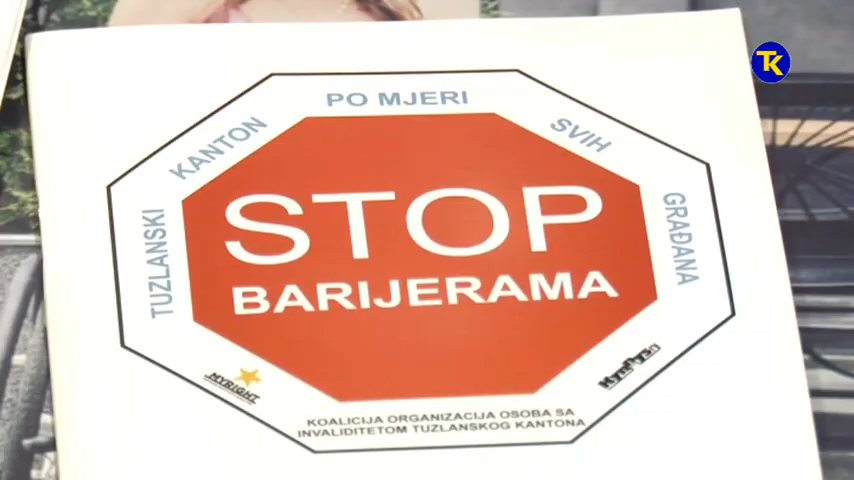 TK
TUZLANSKI KANTON PO MJERI SVIH GRAĐANA
STOP
BARIJERAMA
MYRIGHT
KOALICIJA ORGANIZACIJA OSOBA SA
INVALIDITETOM TUZLANSKOG KANTONA